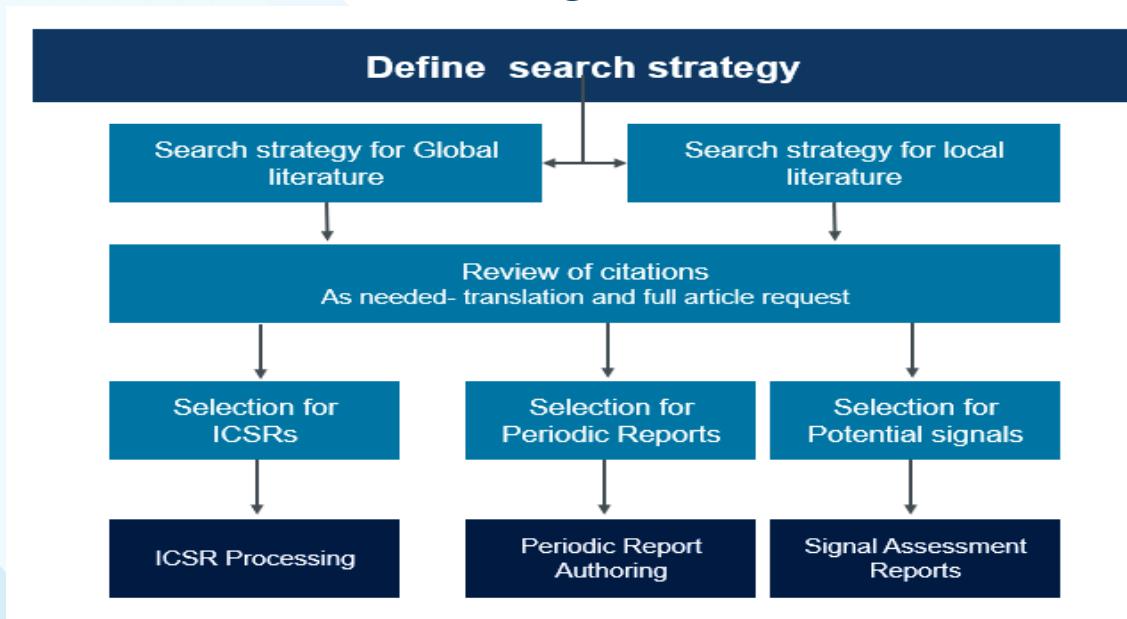 Define search strategy
Search strategy for Global
literature
Search strategy for local
literature
Review of citations
As needed- translation and full article request
Selection for
ICSRs
Selection for
Periodic Reports
Selection for
Potential signals
ICSR Processing
Periodic Report
Authoring
Signal Assessment
Reports